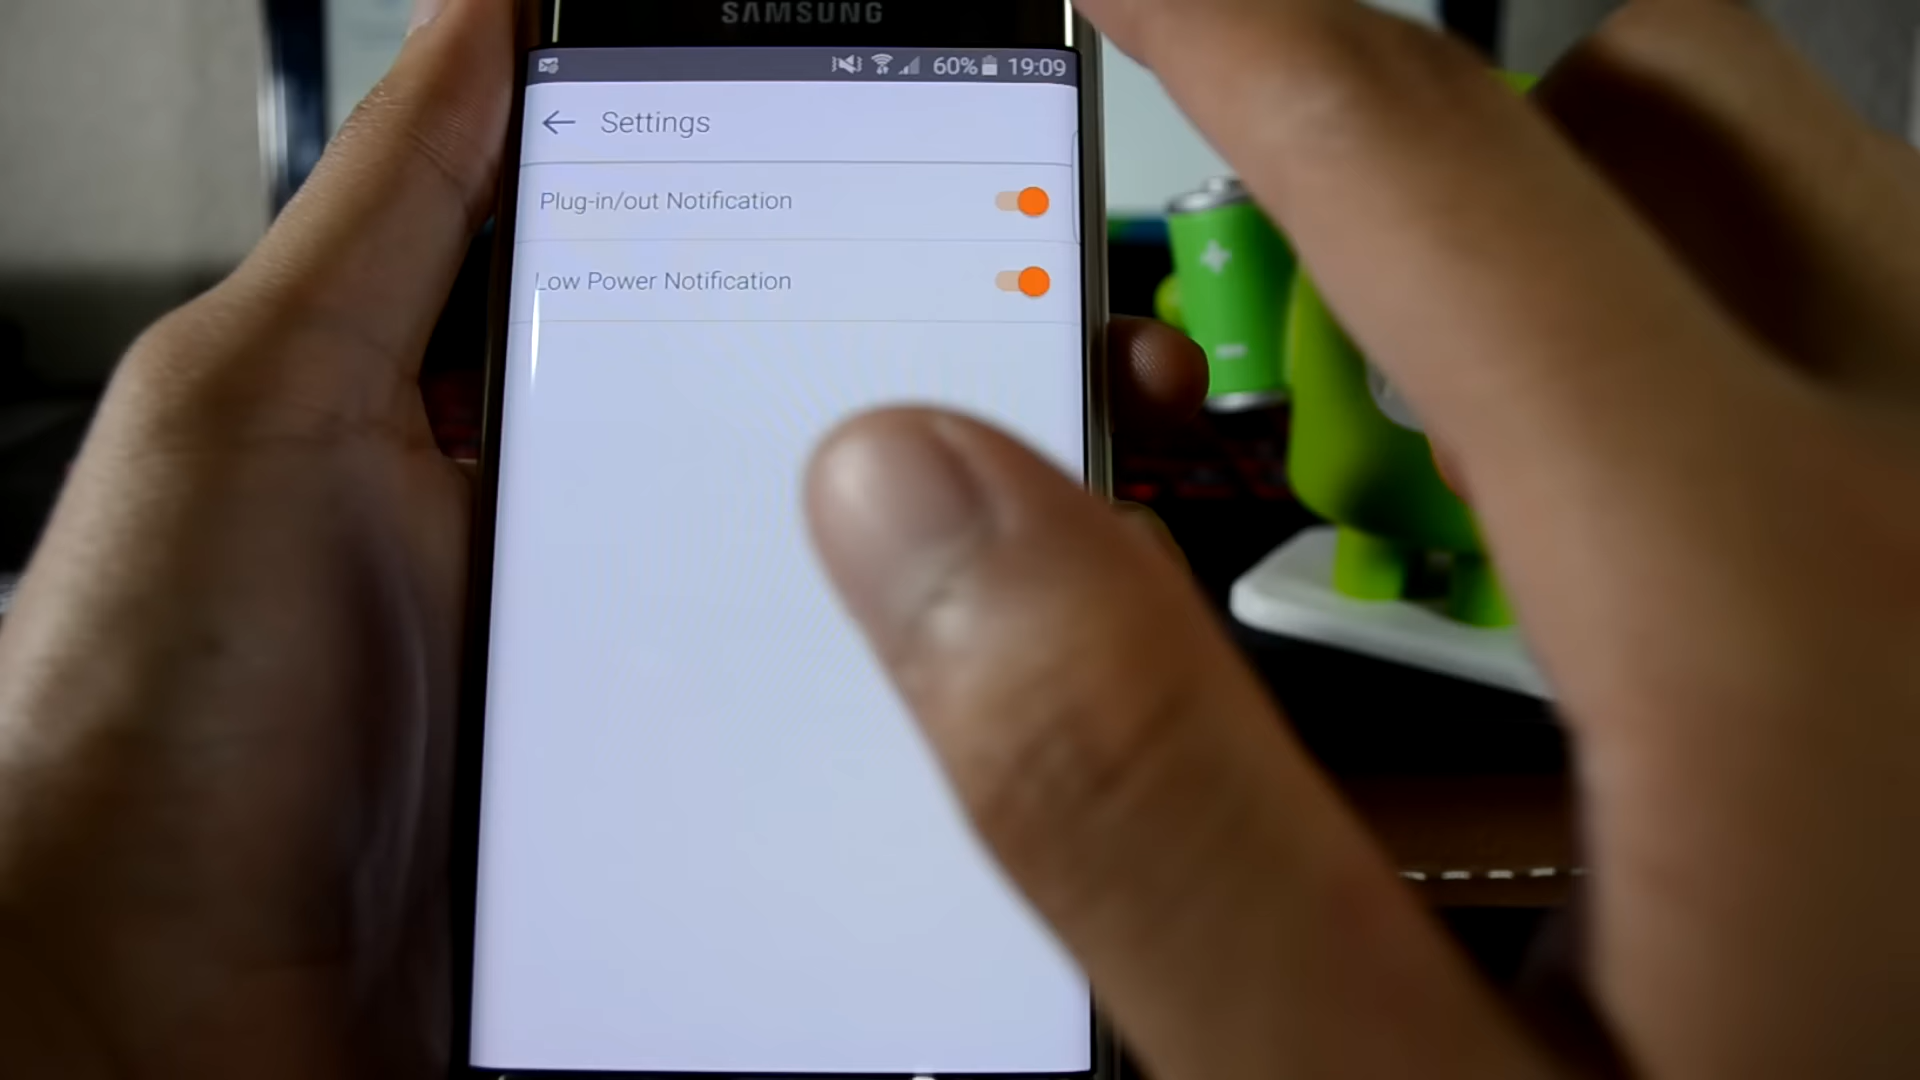 SAMSUNG
60% 19:09
Settings
Plug-in/out Notification
Low Power Notification